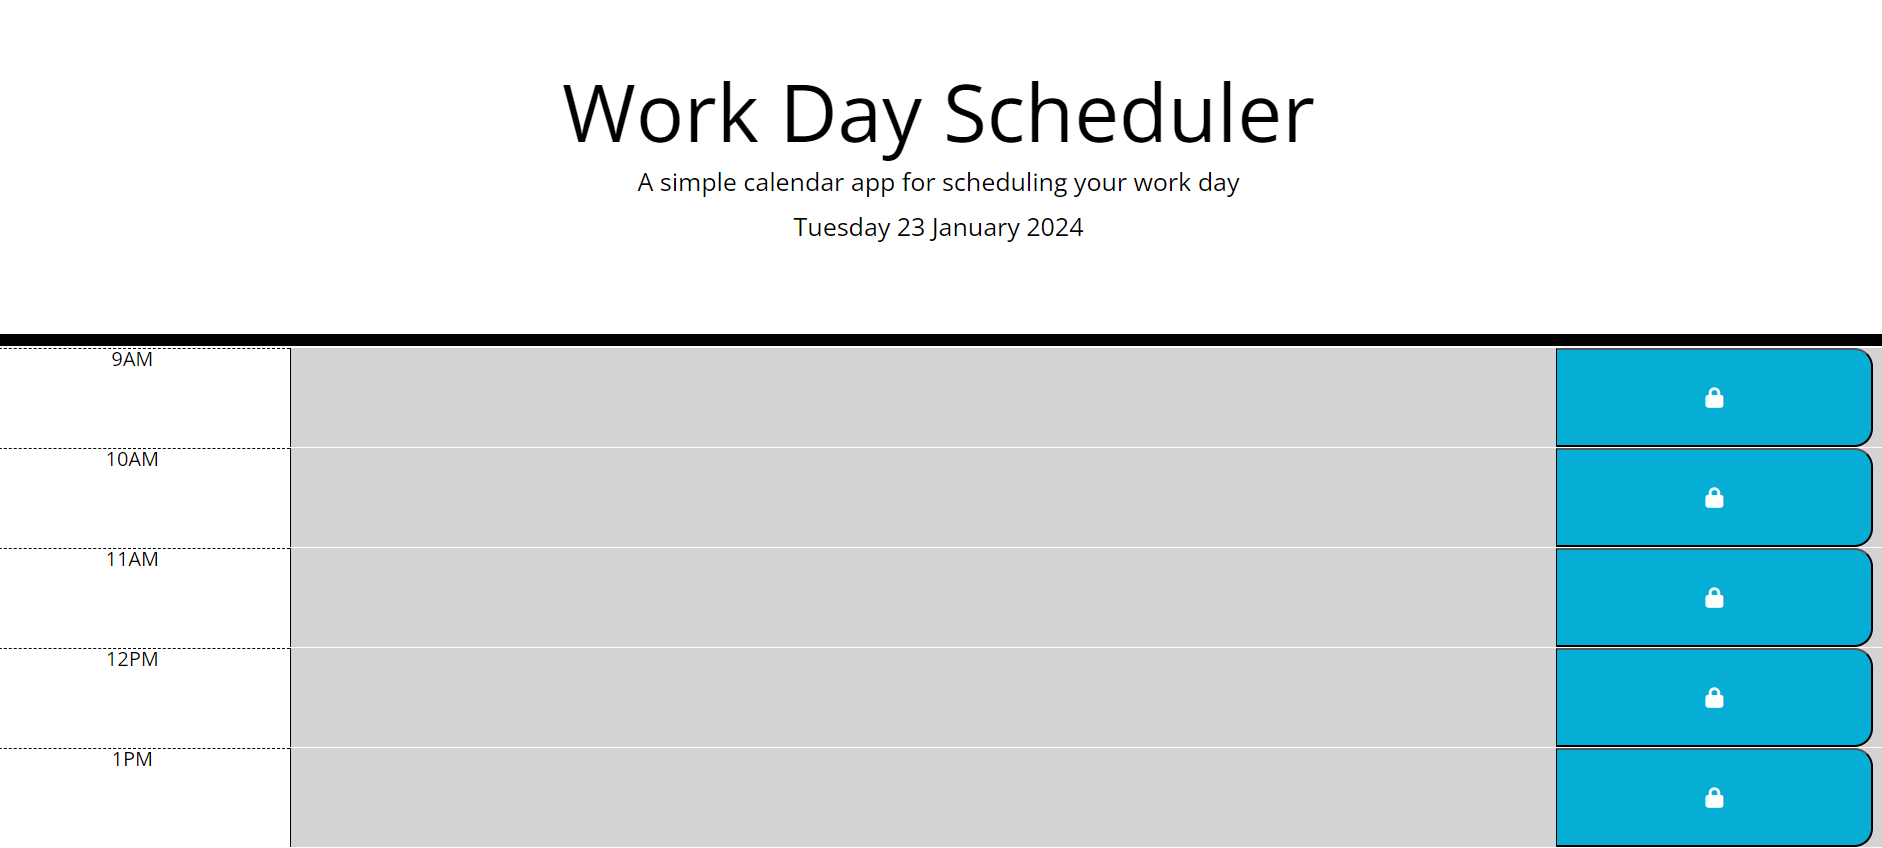 Work Day Scheduler
A simple calendar app for scheduling your work day
Tuesday 23 January 2024
9AM
10AM
11AM
12PM
1PM